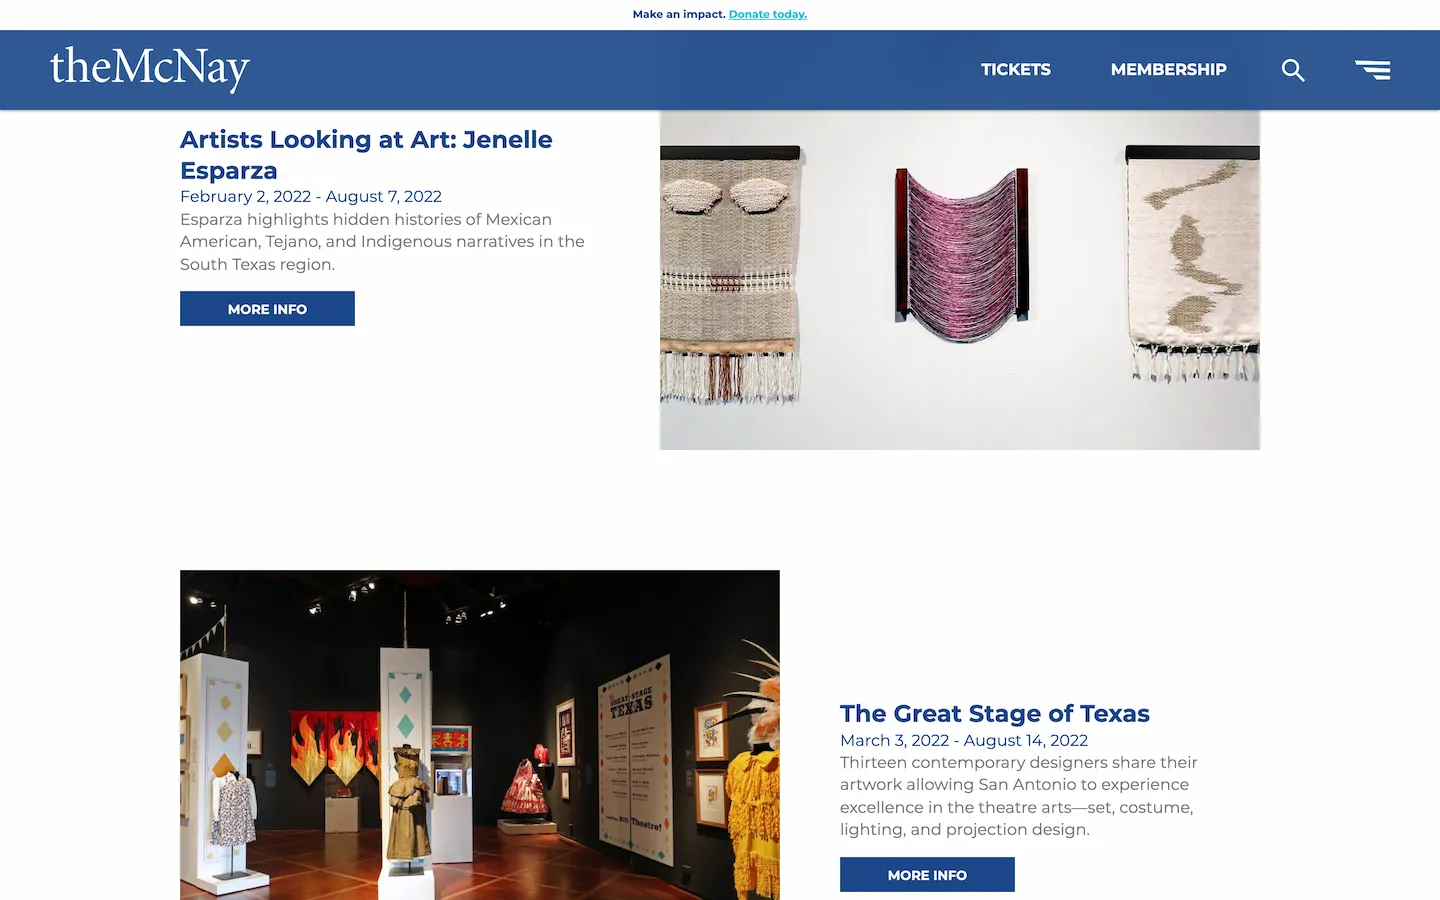 Make an impact. Donate today.
theMcNay
TICKETS
MEMBERSHIP
Artists Looking at Art: Jenelle
Esparza
February 2, 2022 - August 7, 2022
Esparza highlights hidden histories of Mexican
American, Tejano, and Indigenous narratives in the
South Texas region.
MORE INFO
GREAT STAGE
TEXAS
Theatre!
The Great Stage of Texas
March 3, 2022 - August 14, 2022
Thirteen contemporary designers share their
artwork allowing San Antonio to experience
excellence in the theatre arts—set, costume,
lighting, and projection design.
MORE INFO